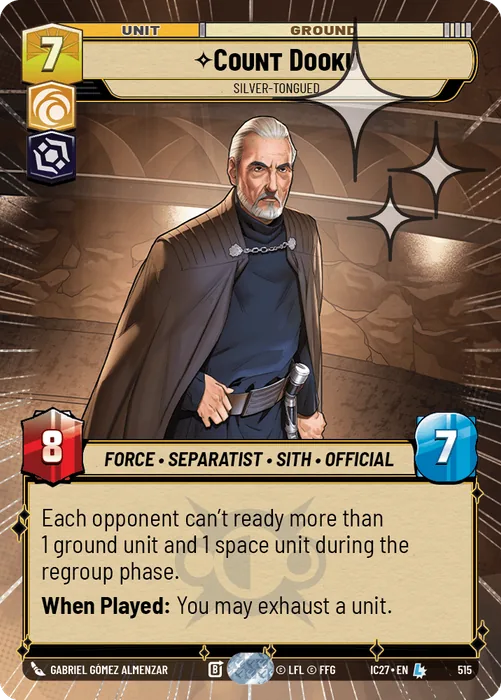 UNIT
GROUND
7
COUNT DOOKU
SILVER-TONGUED
8
FORCE • SEPARATIST • SITH • OFFICIAL
7
Each opponent can't ready more than
1 ground unit and 1 space unit during the
regroup phase.
When Played: You may exhaust a unit.
GABRIEL GÓMEZ ALMENZAR
B
© LFL © FFG
IC27 • EN
L
515